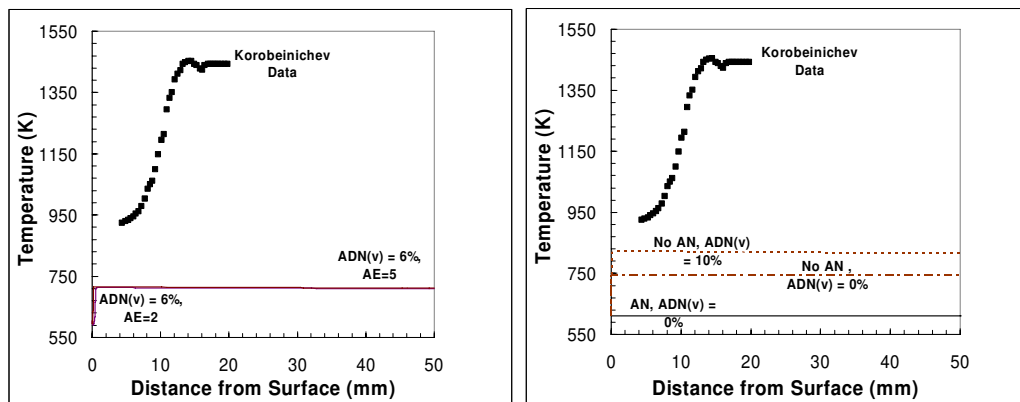 1550
1350
1150
950
750
550
Temperature (K)
Korobeinichev
Data
ADN(v) = 6%,
AE=5
ADN(v) = 6%,
AE=2
0
10
20
30
40
50
Distance from Surface (mm)
1550
1350
1150
950
750
550
Temperature (K)
Korobeinichev
Data
No AN, ADN(v)
= 10%
No AN ,
ADN(v) = 0%
AN, ADN(v) =
0%
0
10
20
30
40
50
Distance from Surface (mm)